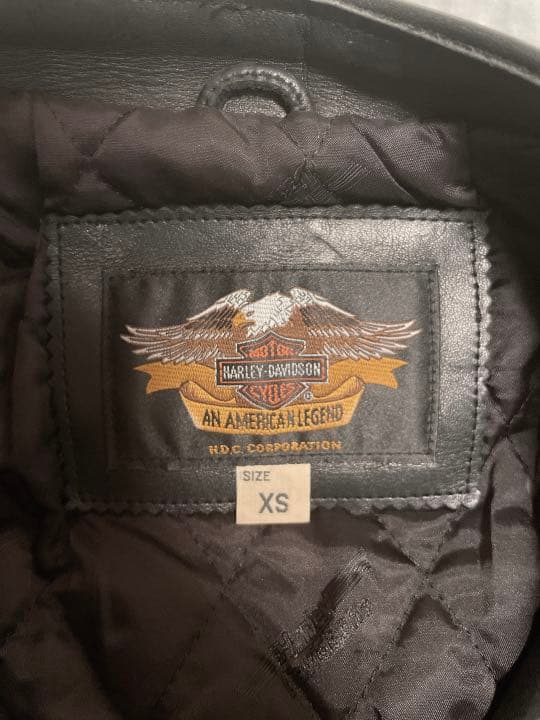 MOTOR
HARLEY-DAVIDSON
CYCLES
®
AN AMERICAN LEGEND
H.D.C. CORPORATION
SIZE
XS